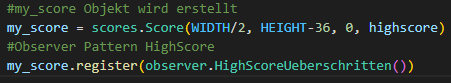 #my_score Objekt wird erstellt
my_score = scores.Score(WIDTH/2, HEIGHT-36, 0, highscore)
#Observer Pattern HighScore
my_score.register(observer.HighScoreUeberschritten())